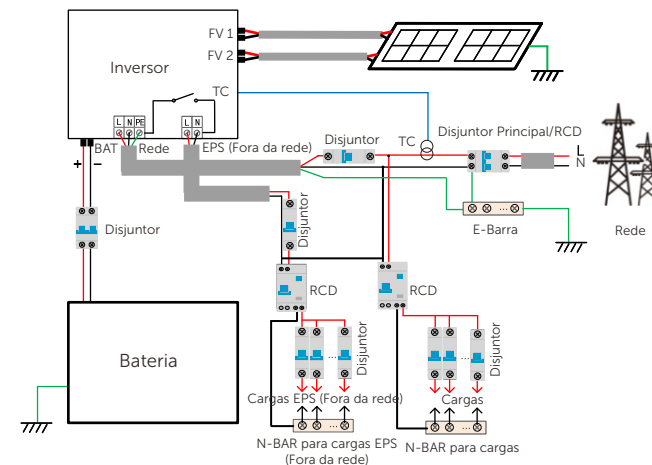 FV 1
Inversor
FV 2
TC
L N PE
L N
BAT
Rede
EPS (Fora da rede)
+
−
Disjuntor
TC
Disjuntor Principal/RCD
L
N
Disjuntor
Disjuntor
...
E-Barra
Rede
RCD
RCD
Bateria
...
Disjuntor
...
Disjuntor
Cargas EPS (Fora da rede)
Cargas
...
...
N-BAR para cargas EPS
(Fora da rede)
N-BAR para cargas